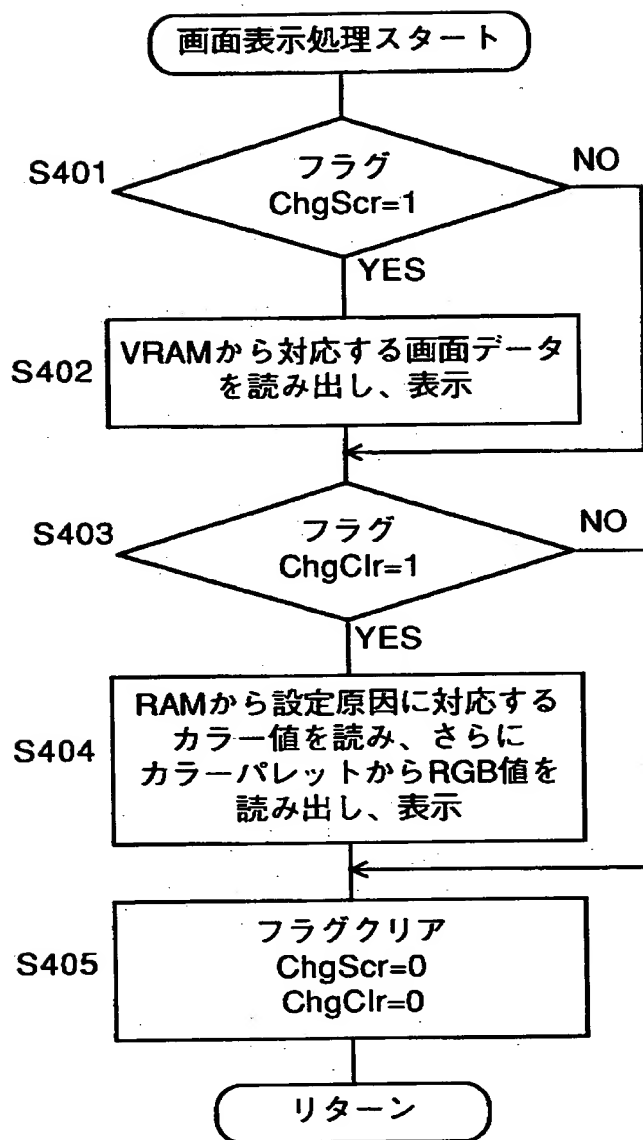 画面表示処理スタート
S401
フラグ
ChgScr=1
NO
YES
S402
VRAMから対応する画面データ
を読み出し、表示
S403
フラグ
ChgClr=1
NO
YES
S404
RAMから設定原因に対応する
カラー値を読み、さらに
カラーパレットからRGB値を
読み出し、表示
S405
フラグクリア
ChgScr=0
ChgClr=0
リターン